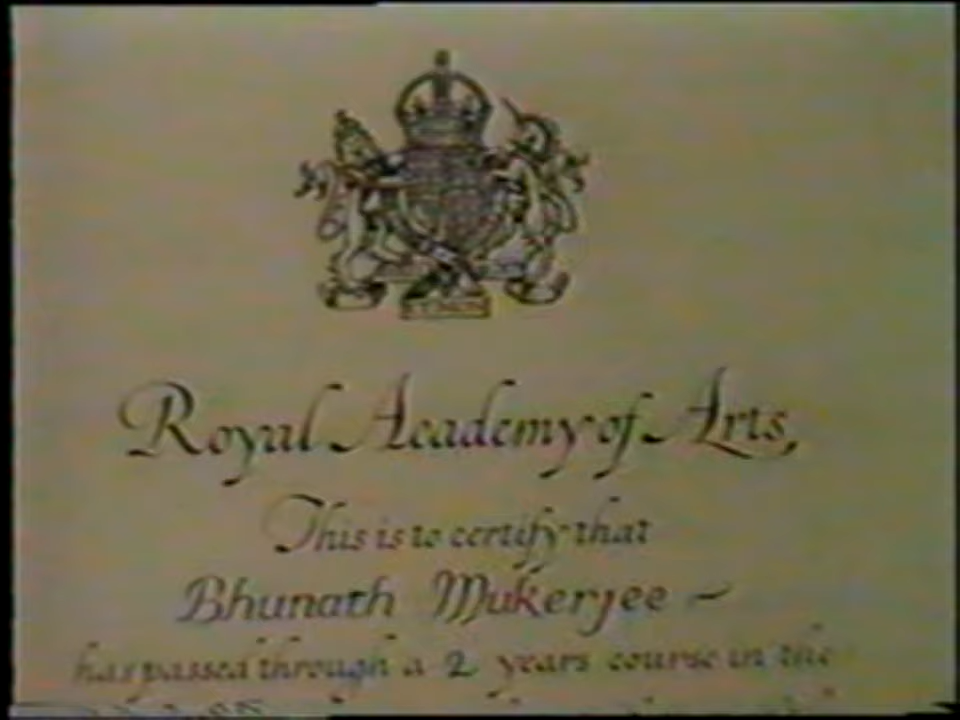 Royal Academy of Arts,
This is to certify that
Bhunath Mukerjee ~
has passed through a 2 years course in the